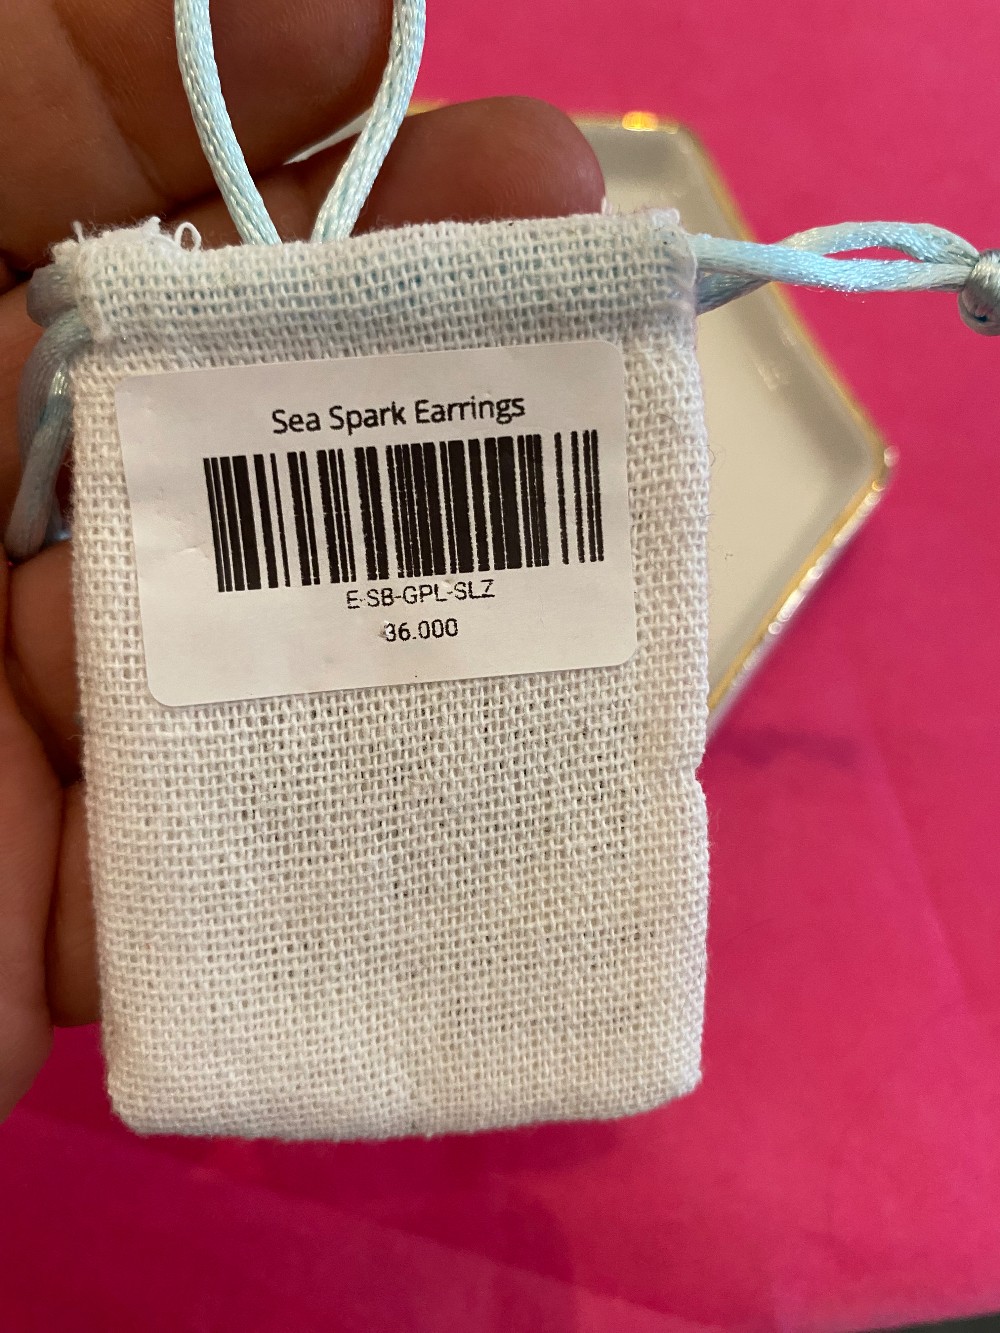 Sea Spark Earrings
E-SB-GPL-SLZ
36.000